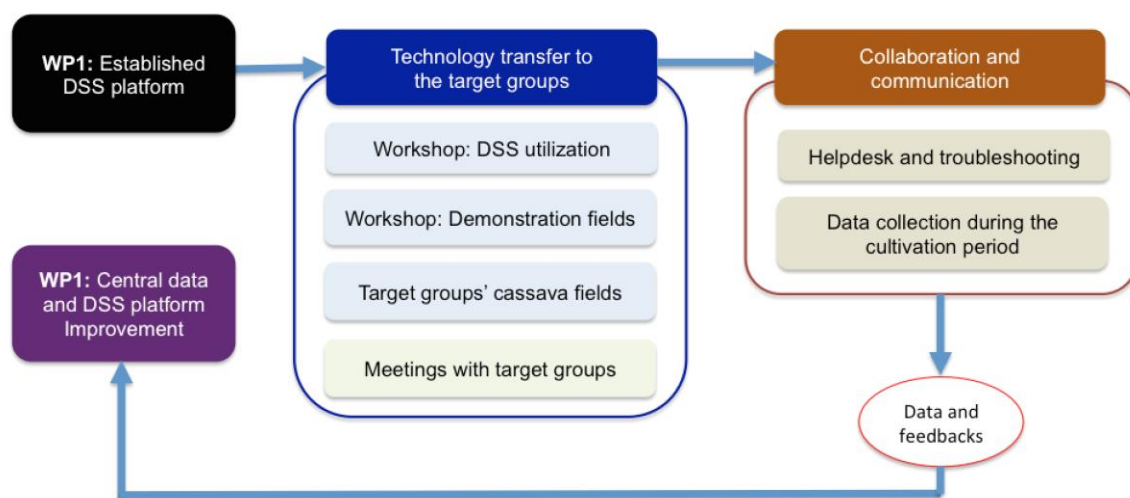 WP1: Established
DSS platform
Technology transfer to
the target groups
Workshop: DSS utilization
Workshop: Demonstration fields
Target groups’ cassava fields
Meetings with target groups
Collaboration and
communication
Helpdesk and troubleshooting
Data collection during the
cultivation period
Data and
feedbacks
WP1: Central data
and DSS platform
Improvement